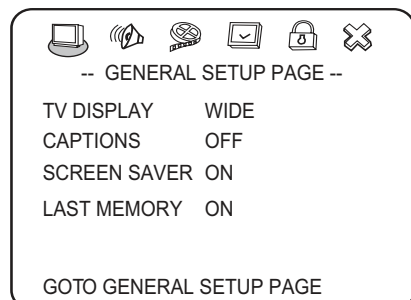 -- GENERAL SETUP PAGE --
TV DISPLAY WIDE
CAPTIONS OFF
SCREEN SAVER ON
LAST MEMORY ON
GOTO GENERAL SETUP PAGE